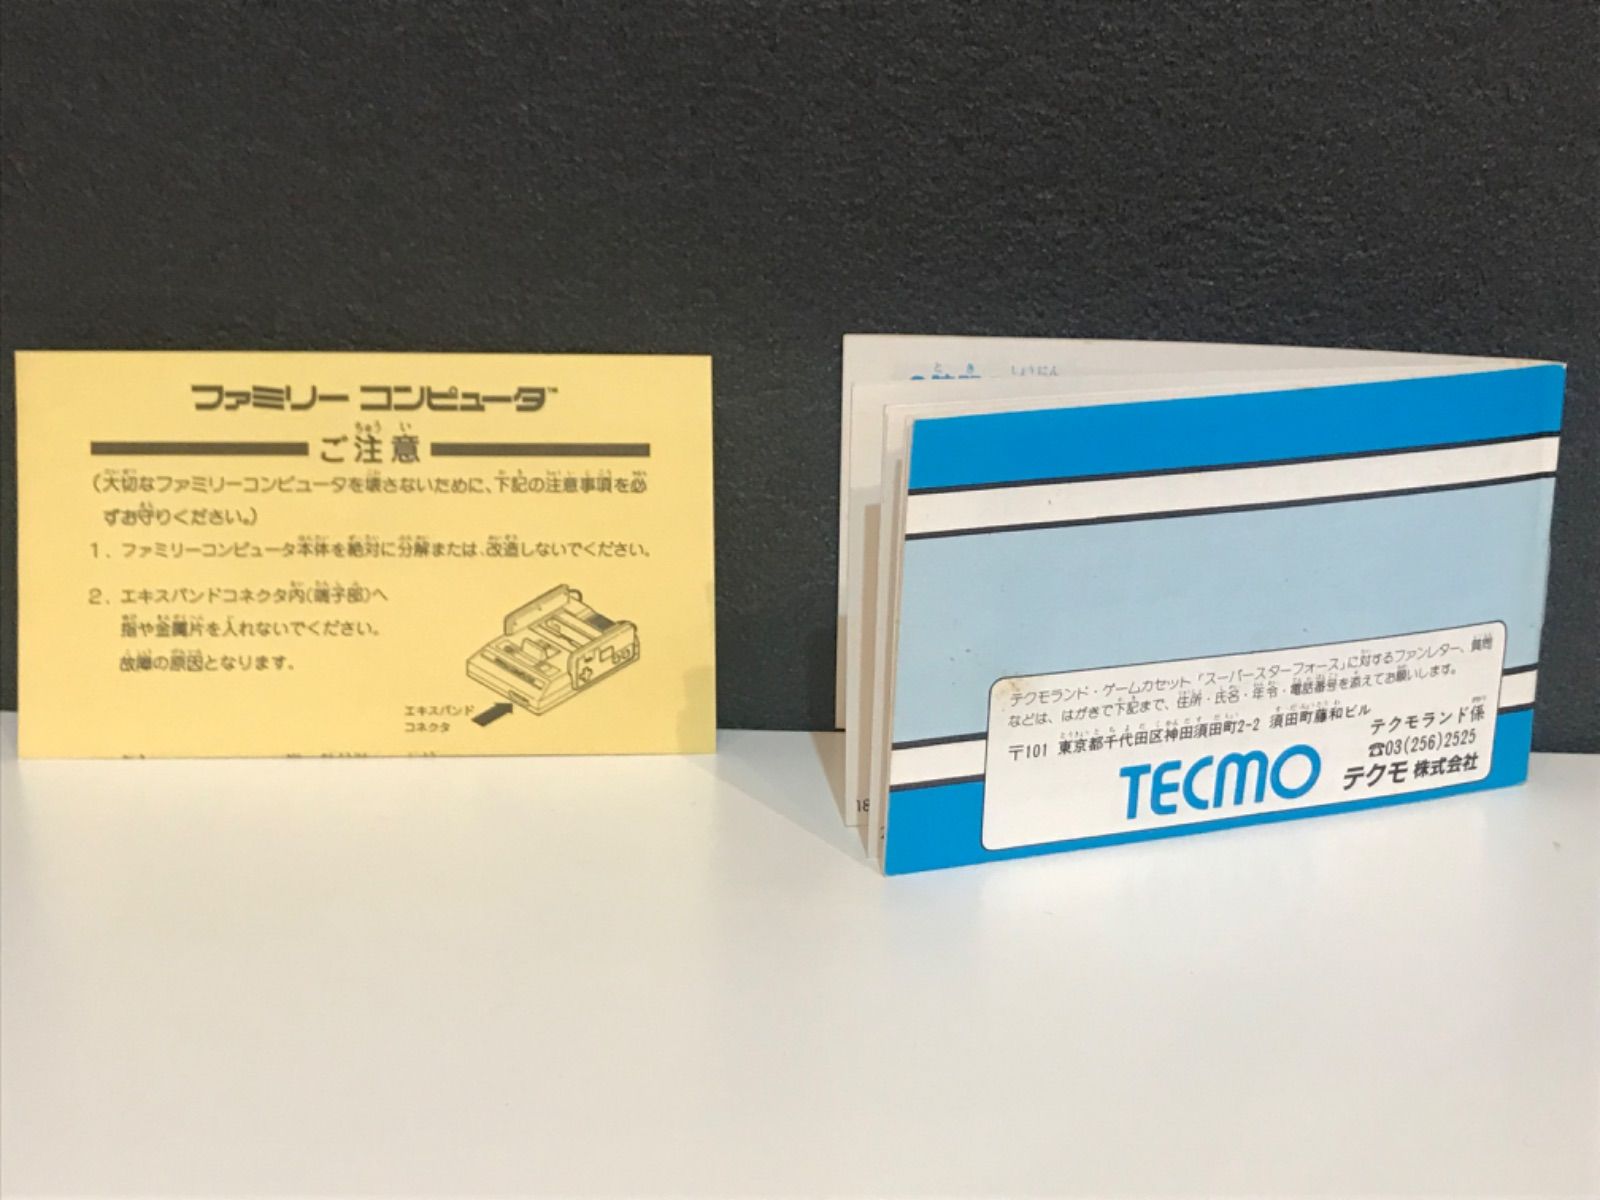 ファミリー コンピュータ™
ご注意
(大切なファミリーコンピュータを壊さないために、下記の注意事項を必
ずお守りください。)
1. ファミリーコンピュータ本体を絶対に分解または、改造しないでください。
2. エキスパンドコネクタ内(端子部)へ
指や金属片を入れないでください。
故障の原因となります。
エキスパンド
コネクタ
テクモランド・ゲームカセット「スーパースターフォース」に対するファンレター、質問
などは、はがきで下記まで、住所・氏名・年令・電話番号を添えてお願いします。
〒101 東京都千代田区神田須田町2-2 須田町藤和ビル
テクモランド係
☎03(256)2525
TECMO テクモ株式会社
18